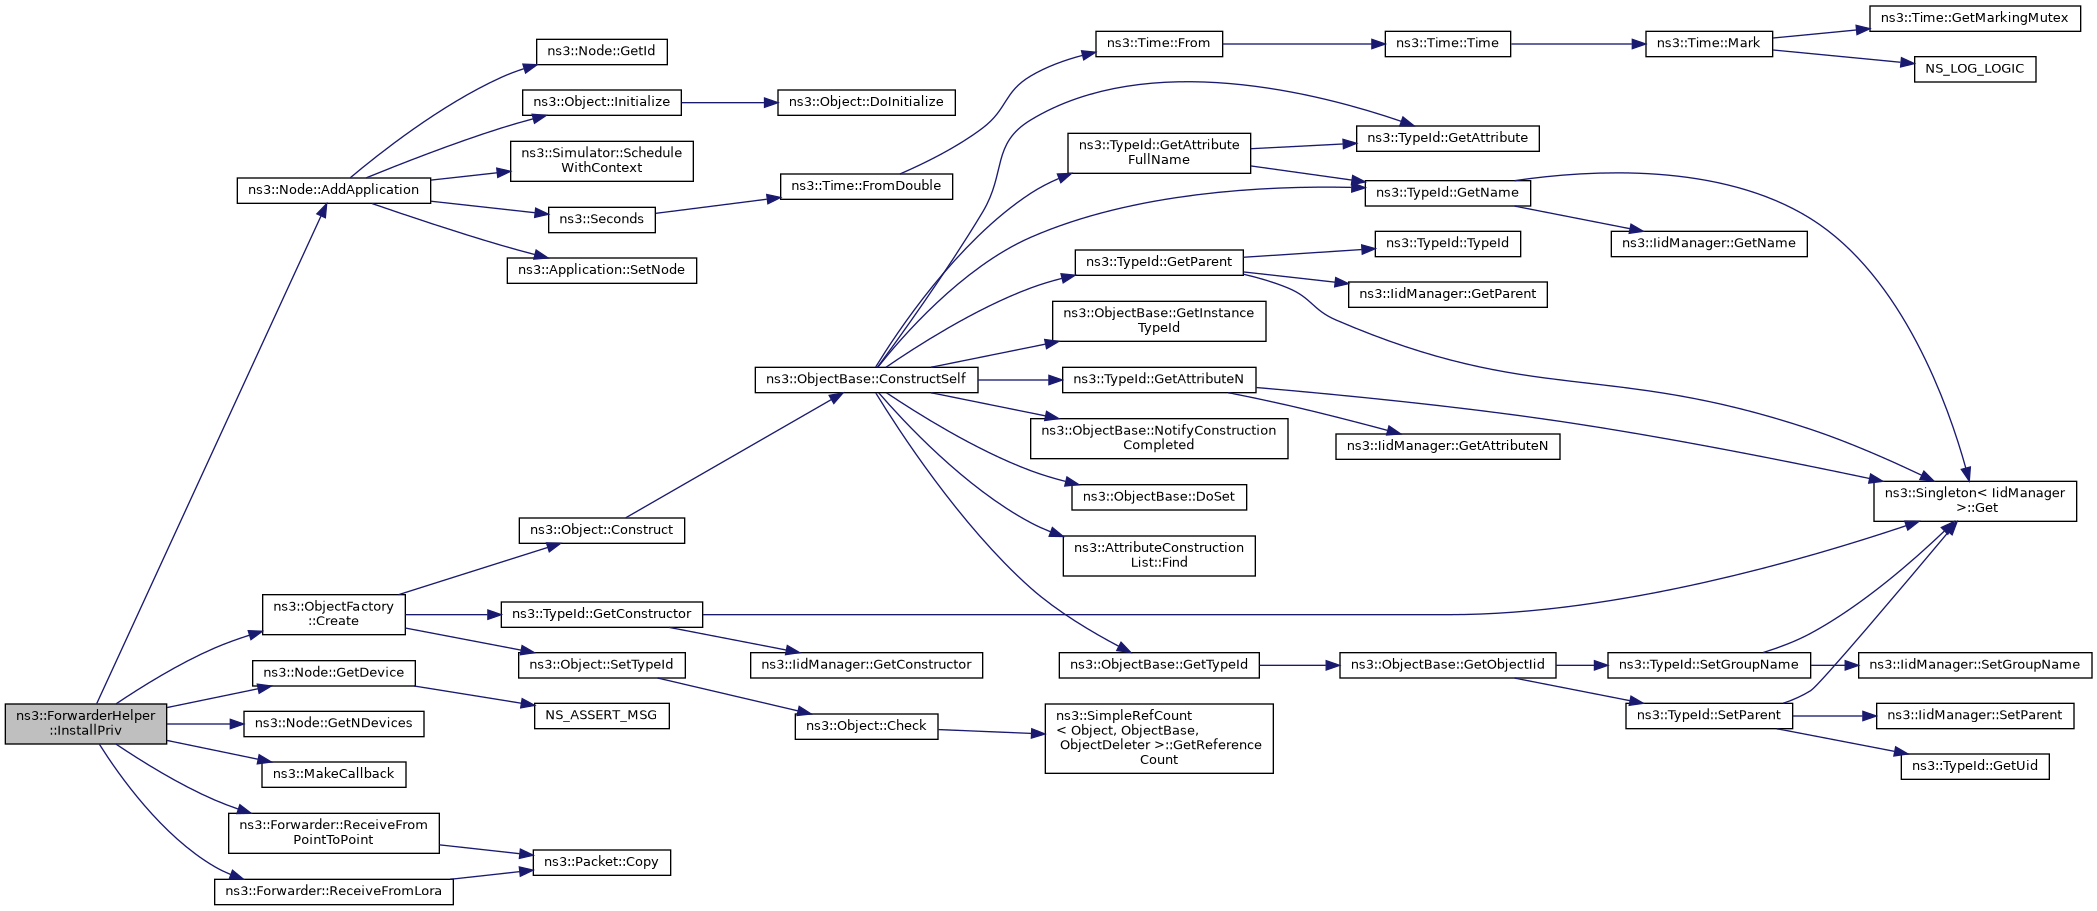 ns3::ForwarderHelper
::InstallPriv
ns3::Node::AddApplication
ns3::Node::GetId
ns3::Object::Initialize
ns3::Object::DoInitialize
ns3::Simulator::Schedule
WithContext
ns3::Seconds
ns3::Time::FromDouble
ns3::Time::From
ns3::Time::Time
ns3::Time::Mark
ns3::Time::GetMarkingMutex
NS_LOG_LOGIC
ns3::Application::SetNode
ns3::ObjectFactory
::Create
ns3::Object::Construct
ns3::ObjectBase::ConstructSelf
ns3::TypeId::GetAttribute
ns3::TypeId::GetAttribute
FullName
ns3::TypeId::GetName
ns3::IidManager::GetName
ns3::TypeId::GetParent
ns3::TypeId::TypeId
ns3::IidManager::GetParent
ns3::ObjectBase::GetInstance
TypeId
ns3::TypeId::GetAttributeN
ns3::IidManager::GetAttributeN
ns3::Singleton< IidManager
>::Get
ns3::ObjectBase::NotifyConstruction
Completed
ns3::ObjectBase::DoSet
ns3::AttributeConstruction
List::Find
ns3::ObjectBase::GetTypeId
ns3::ObjectBase::GetObjectIid
ns3::TypeId::SetGroupName
ns3::IidManager::SetGroupName
ns3::TypeId::SetParent
ns3::IidManager::SetParent
ns3::TypeId::GetUid
ns3::TypeId::GetConstructor
ns3::IidManager::GetConstructor
ns3::Object::SetTypeId
ns3::Object::Check
ns3::SimpleRefCount
< Object, ObjectBase,
ObjectDeleter >::GetReference
Count
ns3::Node::GetDevice
NS_ASSERT_MSG
ns3::Node::GetNDevices
ns3::MakeCallback
ns3::Forwarder::ReceiveFrom
PointToPoint
ns3::Packet::Copy
ns3::Forwarder::ReceiveFromLora